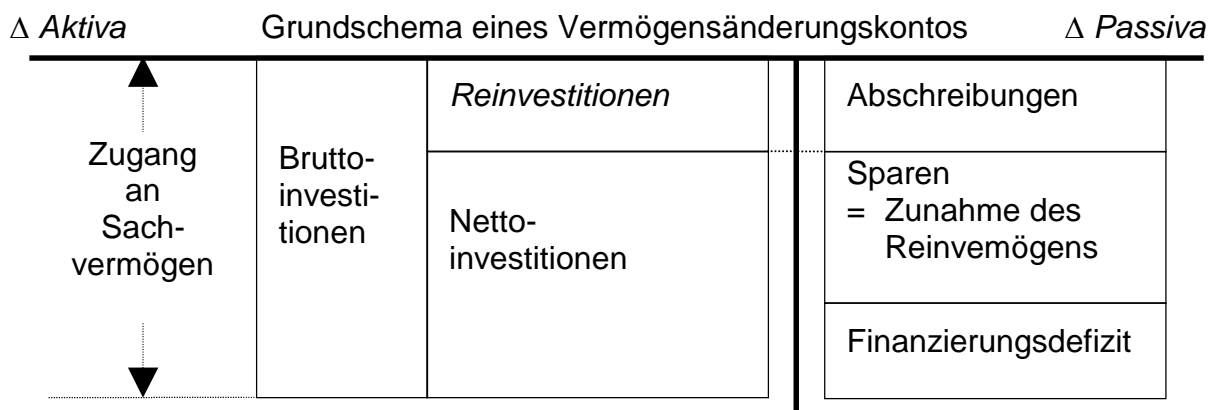 Δ Aktiva Grundschema eines Vermögensänderungskontos Δ Passiva
Zugang
an
Sach-
vermögen
Brutto-
investi-
tionen
Reinvestitionen
Netto-
investitionen
Abschreibungen
Sparen
= Zunahme des
Reinvemögens
Finanzierungsdefizit